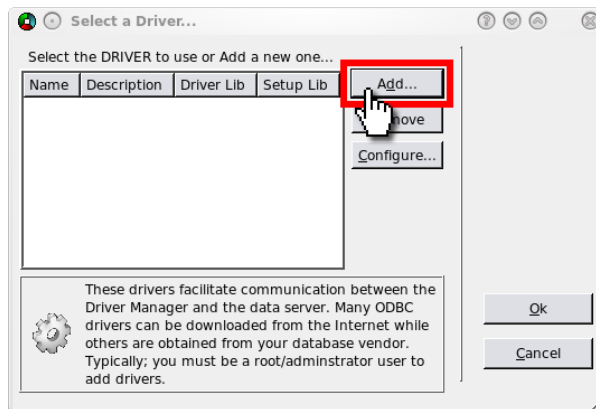 Select a Driver...
Select the DRIVER to use or Add a new one...
Name Description Driver Lib Setup Lib
Add...
Configure...
These drivers facilitate communication between the
Driver Manager and the data server. Many ODBC
drivers can be downloaded from the Internet while
others are obtained from your database vendor.
Typically; you must be a root/adminstrator user to
add drivers.
Ok
Cancel